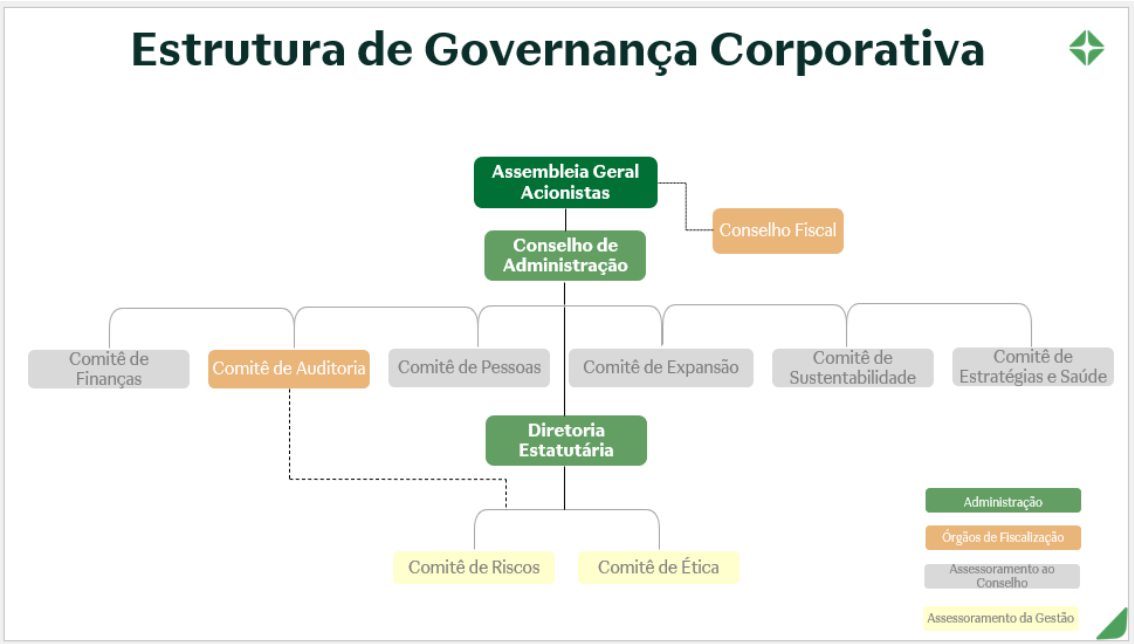 Estrutura de Governança Corporativa
Assembleia Geral
Acionistas
Conselho Fiscal
Conselho de
Administração
Comitê de
Finanças
Comitê de Auditoria
Comitê de Pessoas
Comitê de Expansão
Comitê de
Sustentabilidade
Comitê de
Estratégias e Saúde
Diretoria
Estatutária
Comitê de Riscos
Comitê de Ética
Administração
Órgãos de Fiscalização
Assessoramento ao
Conselho
Assessoramento da Gestão